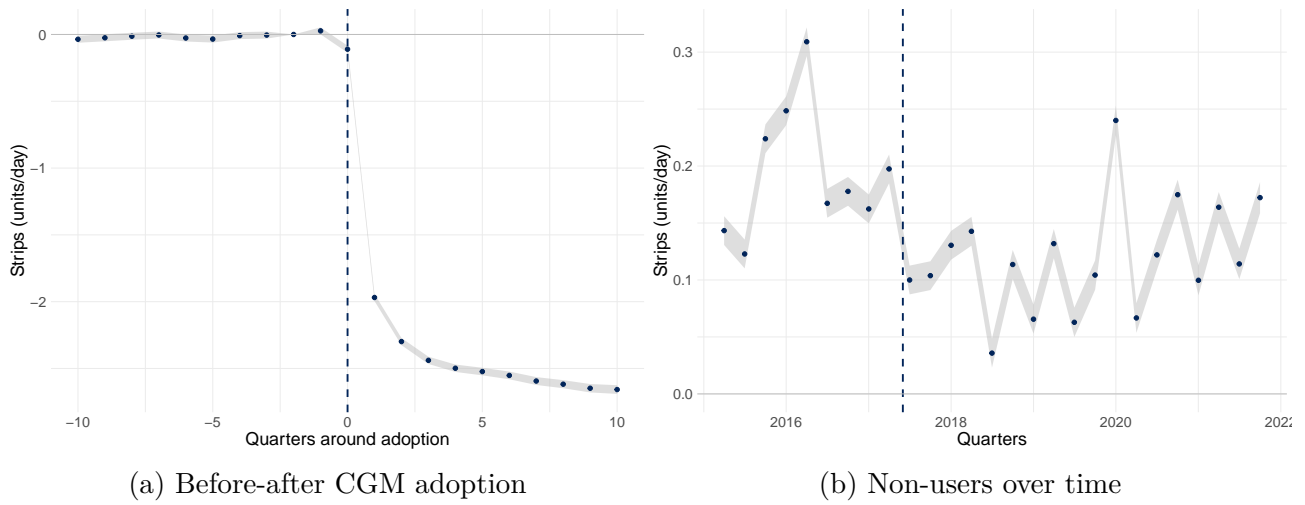 0
−1
−2
Strips (units/day)
−10
−5
0
5
10
Quarters around adoption
(a) Before-after CGM adoption
0.3
0.2
0.1
0.0
Strips (units/day)
2016
2018
2020
2022
Quarters
(b) Non-users over time